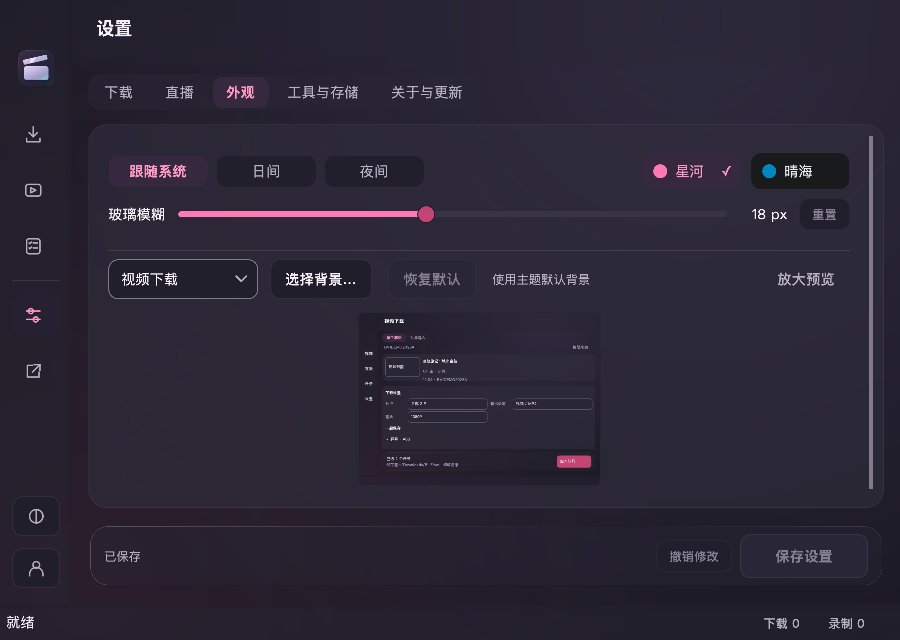 设置
下载 直播 外观 工具与存储 关于与更新
跟随系统 日间 夜间 星河 ✓ 晴海
玻璃模糊 18 px 重置
视频下载 选择背景... 恢复默认 使用主题默认背景 放大预览
视频下载
已保存 撤销修改 保存设置
就绪 下载 0 录制 0